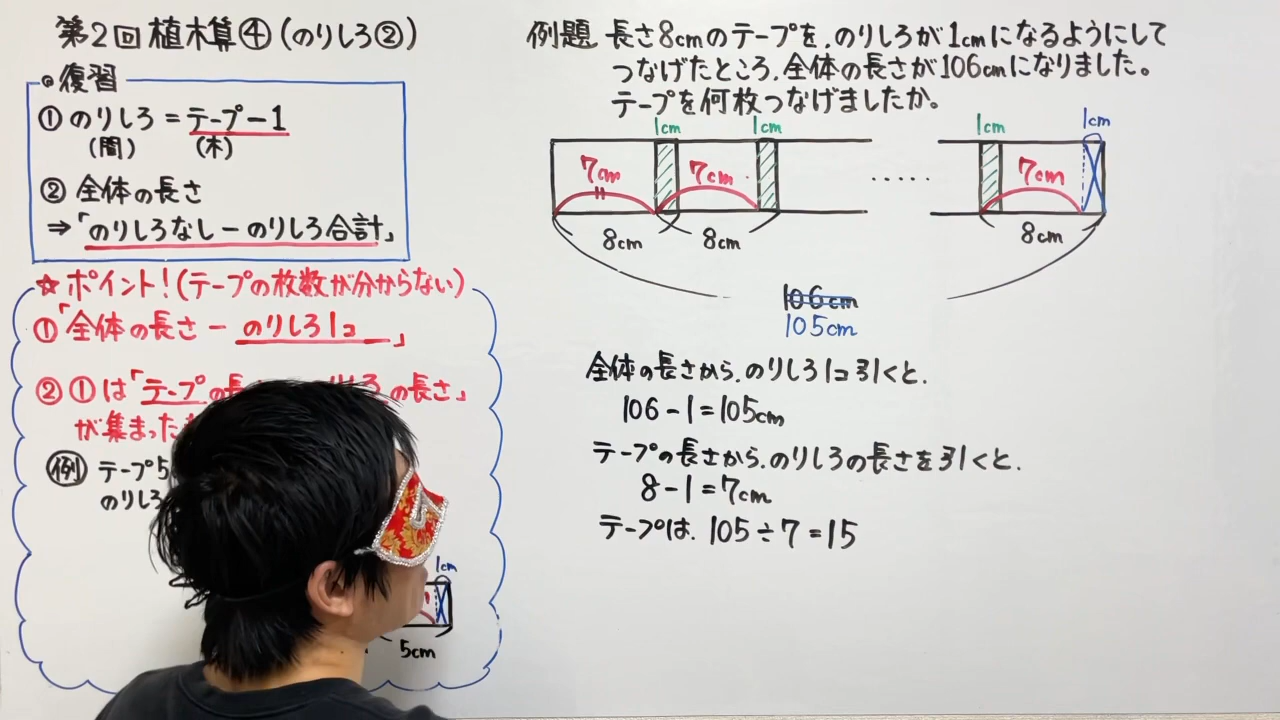 第2回 植木算④(のりしろ②)
◎復習
①のりしろ=テープ-1
(間) (木)
②全体の長さ
⇒「のりしろなし-のりしろ合計」
☆ポイント!(テープの枚数が分からない)
①「全体の長さ-のりしろ1コ」
②①は「テープの長 の長さ」
が集まった
例 テープ5
のりしろ
1cm
5cm
例題 長さ8cmのテープを、のりしろが1cmになるようにして
つなげたところ、全体の長さが106cmになりました。
テープを何枚つなげましたか。
1cm 1cm 1cm 1cm
7cm 7cm ‥‥‥ 7cm
8cm 8cm 8cm
106cm
105cm
全体の長さから、のりしろ1コ引くと、
106-1=105cm
テープの長さから、のりしろの長さを引くと、
8-1=7cm
テープは、105÷7=15